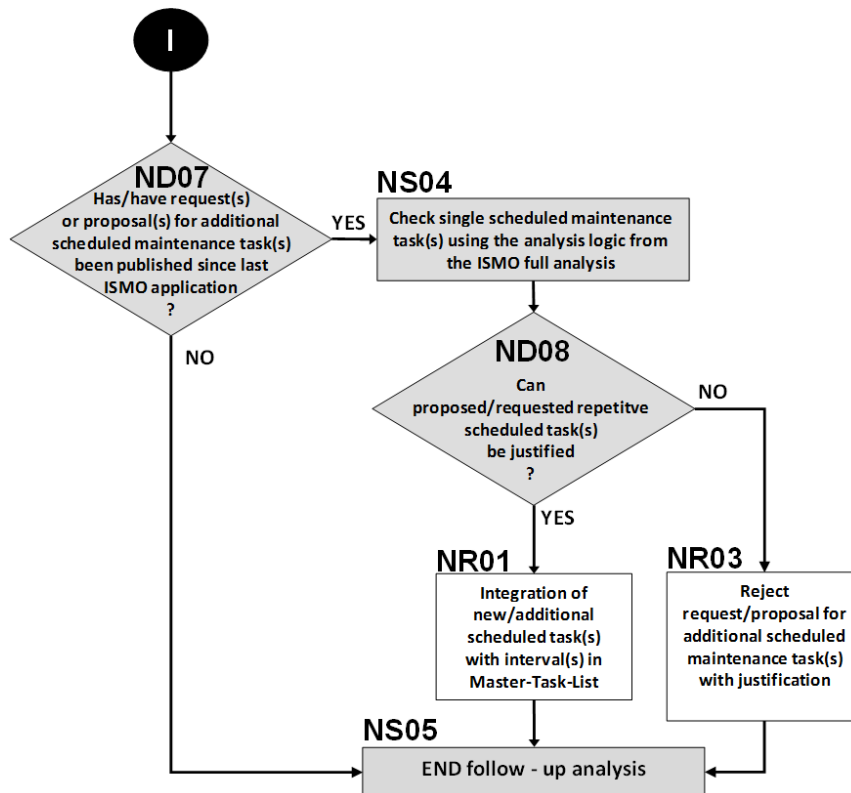 I
ND07
Has/have request(s)
or proposal(s) for additional
scheduled maintenance task(s)
been published since last
ISMO application
?
YES
NO
NS04
Check single scheduled maintenance
task(s) using the analysis logic from
the ISMO full analysis
ND08
Can
proposed/requested repetitve
scheduled task(s)
be justified
?
NO
YES
NR01
Integration of
new/additional
scheduled task(s)
with interval(s) in
Master-Task-List
NR03
Reject
request/proposal for
additional scheduled
maintenance task(s)
with justification
NS05
END follow - up analysis